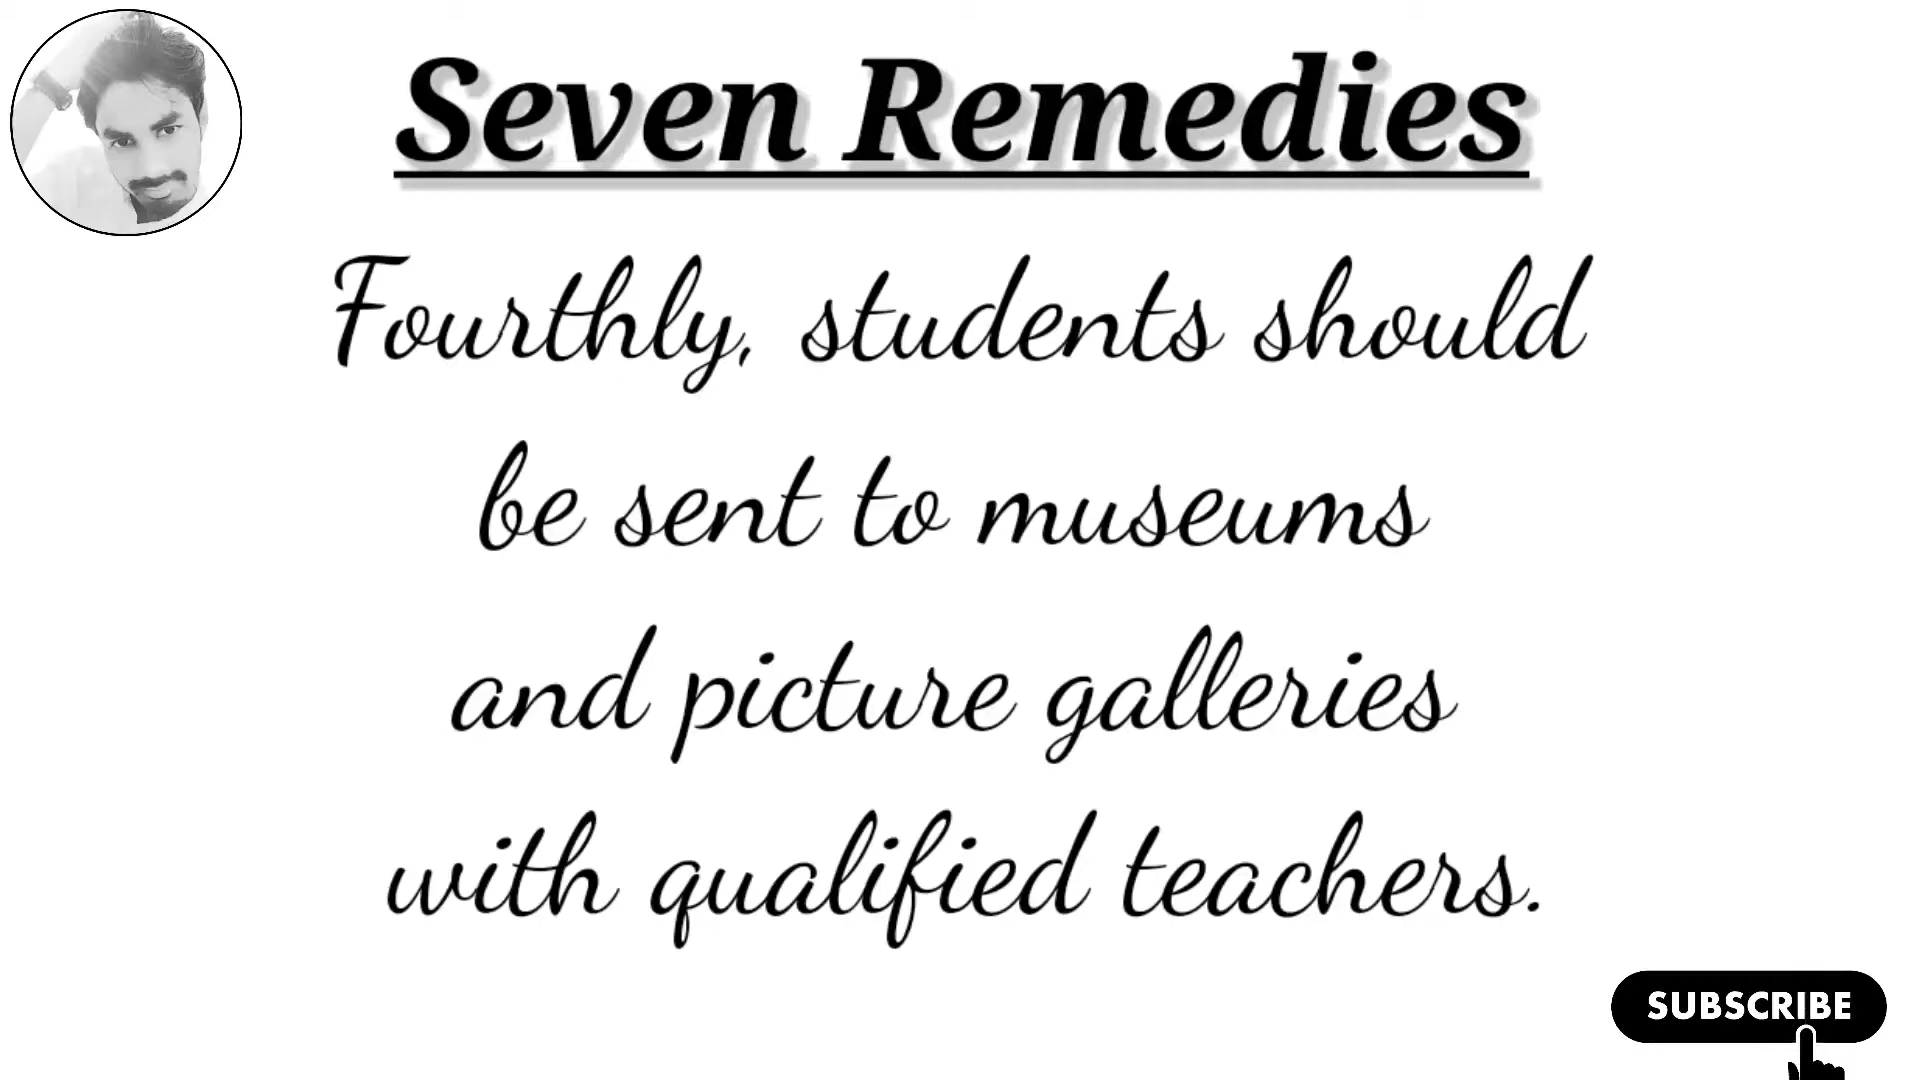 Seven Remedies
Fourthly, students should
be sent to museums
and picture galleries
with qualified teachers.
SUBSCRIBE